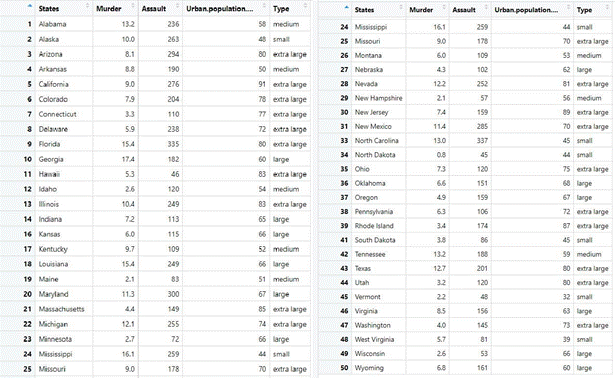 States Murder Assault Urban.population.... Type
1 Alabama 13.2 236 58 medium
2 Alaska 10.0 263 48 small
3 Arizona 8.1 294 80 extra large
4 Arkansas 8.8 190 50 medium
5 California 9.0 276 91 extra large
6 Colorado 7.9 204 78 extra large
7 Connecticut 3.3 110 77 extra large
8 Delaware 5.9 238 72 extra large
9 Florida 15.4 335 80 extra large
10 Georgia 17.4 182 60 large
11 Hawaii 5.3 46 83 extra large
12 Idaho 2.6 120 54 medium
13 Illinois 10.4 249 83 extra large
14 Indiana 7.2 113 65 large
16 Kansas 6.0 115 66 large
17 Kentucky 9.7 109 52 medium
18 Louisiana 15.4 249 66 large
19 Maine 2.1 83 51 medium
20 Maryland 11.3 300 67 large
21 Massachusetts 4.4 149 85 extra large
22 Michigan 12.1 255 74 extra large
23 Minnesota 2.7 72 66 large
24 Mississippi 16.1 259 44 small
25 Missouri 9.0 178 70 extra large
States Murder Assault Urban.population.... Type
24 Mississippi 16.1 259 44 small
25 Missouri 9.0 178 70 extra large
26 Montana 6.0 109 53 medium
27 Nebraska 4.3 102 62 large
28 Nevada 12.2 252 81 extra large
29 New Hampshire 2.1 57 56 medium
30 New Jersey 7.4 159 89 extra large
31 New Mexico 11.4 285 70 extra large
33 North Carolina 13.0 337 45 small
34 North Dakota 0.8 45 44 small
35 Ohio 7.3 120 75 extra large
36 Oklahoma 6.6 151 68 large
37 Oregon 4.9 159 67 large
38 Pennsylvania 6.3 106 72 extra large
39 Rhode Island 3.4 174 87 extra large
41 South Dakota 3.8 86 45 small
42 Tennessee 13.2 188 59 medium
43 Texas 12.7 201 80 extra large
44 Utah 3.2 120 80 extra large
45 Vermont 2.2 48 32 small
46 Virginia 8.5 156 63 large
47 Washington 4.0 145 73 extra large
48 West Virginia 5.7 81 39 small
49 Wisconsin 2.6 53 66 large
50 Wyoming 6.8 161 60 large